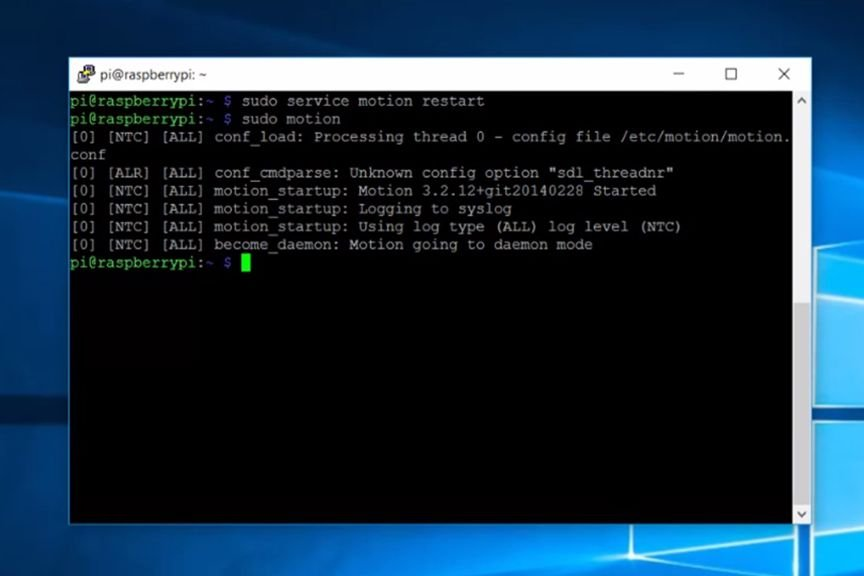 pi@raspberrypi: ~
pi@raspberrypi:~ $ sudo service motion restart
pi@raspberrypi:~ $ sudo motion
[0] [NTC] [ALL] conf_load: Processing thread 0 - config file /etc/motion/motion.
conf
[0] [ALR] [ALL] conf_cmdparse: Unknown config option "sdl_threadnr"
[0] [NTC] [ALL] motion_startup: Motion 3.2.12+git20140228 Started
[0] [NTC] [ALL] motion_startup: Logging to syslog
[0] [NTC] [ALL] motion_startup: Using log type (ALL) log level (NTC)
[0] [NTC] [ALL] become_daemon: Motion going to daemon mode
pi@raspberrypi:~ $